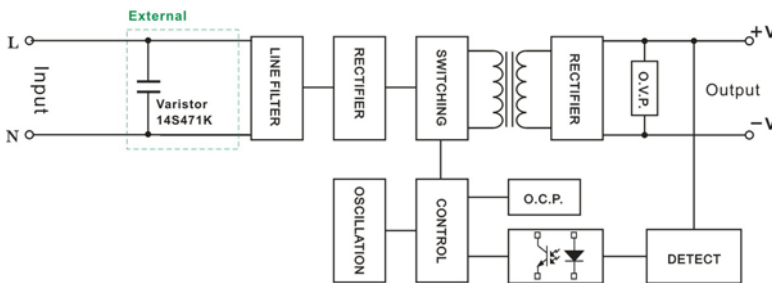 External
L
N
Input
Varistor
14S471K
LINE FILTER
RECTIFIER
SWITCHING
RECTIFIER
O.V.P.
+V
Output
-V
OSCILLATION
CONTROL
O.C.P.
DETECT